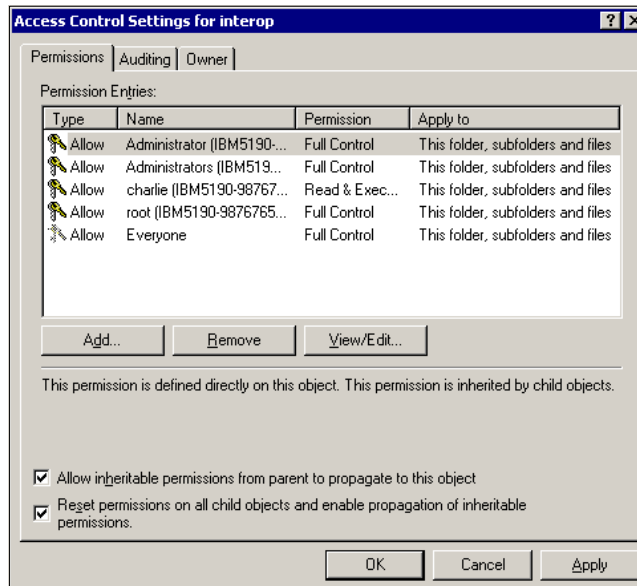 Access Control Settings for interop
Permissions Auditing Owner
Permission Entries:
Type Name Permission Apply to
Allow Administrator (IBM5190-... Full Control This folder, subfolders and files
Allow Administrators (IBM519... Full Control This folder, subfolders and files
Allow charlie (IBM5190-98767... Read & Exec... This folder, subfolders and files
Allow root (IBM5190-9876765... Full Control This folder, subfolders and files
Allow Everyone Full Control This folder, subfolders and files
Add... Remove View/Edit...
This permission is defined directly on this object. This permission is inherited by child objects.
Allow inheritable permissions from parent to propagate to this object
Reset permissions on all child objects and enable propagation of inheritable
permissions.
OK Cancel Apply